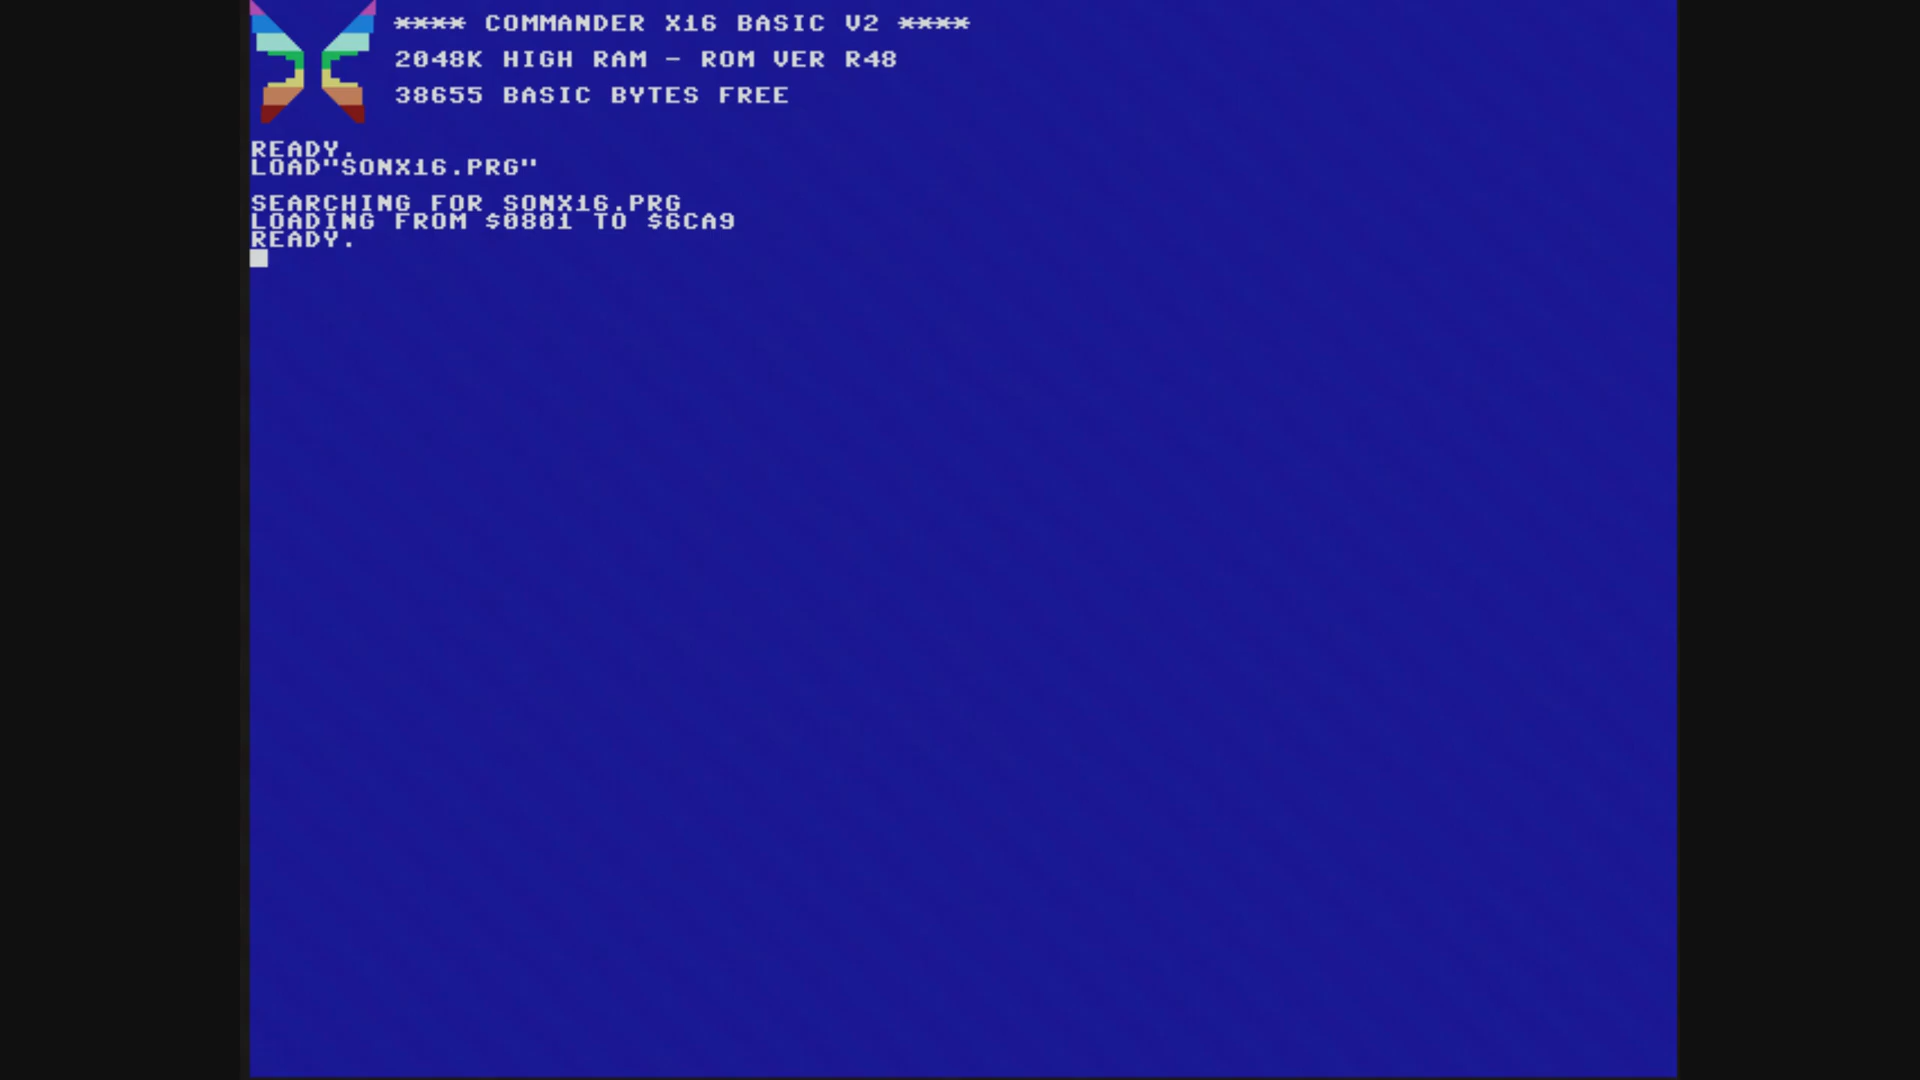 **** COMMANDER X16 BASIC V2 ****
2048K HIGH RAM - ROM VER R48
38655 BASIC BYTES FREE
READY.
LOAD"SONX16.PRG"
SEARCHING FOR SONX16.PRG
LOADING FROM $0801 TO $6CA9
READY.